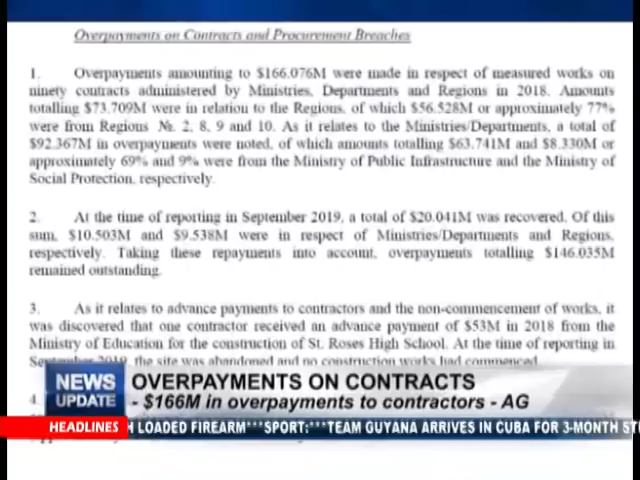 Overpayments on Contracts and Procurement Breaches
1. Overpayments amounting to $166.076M were made in respect of measured works on
ninety contracts administered by Ministries, Departments and Regions in 2018. Amounts
totalling $73.709M were in relation to the Regions, of which $56.528M or approximately 77%
were from Regions №. 2, 8, 9 and 10. As it relates to the Ministries/Departments, a total of
$92.367M in overpayments were noted, of which amounts totalling $63.741M and $8.330M or
approximately 69% and 9% were from the Ministry of Public Infrastructure and the Ministry of
Social Protection, respectively.
2. At the time of reporting in September 2019, a total of $20.041M was recovered. Of this
sum, $10.503M and $9.538M were in respect of Ministries/Departments and Regions,
respectively. Taking these repayments into account, overpayments totalling $146.035M
remained outstanding.
3. As it relates to advance payments to contractors and the non-commencement of works, it
was discovered that one contractor received an advance payment of $53M in 2018 from the
Ministry of Education for the construction of St. Roses High School. At the time of reporting in
September 2019, the site was abandoned and no construction works had commenced.
4.
NEWS UPDATE
OVERPAYMENTS ON CONTRACTS
- $166M in overpayments to contractors - AG
HEADLINES H LOADED FIREARM***SPORT:***TEAM GUYANA ARRIVES IN CUBA FOR 3-MONTH ST